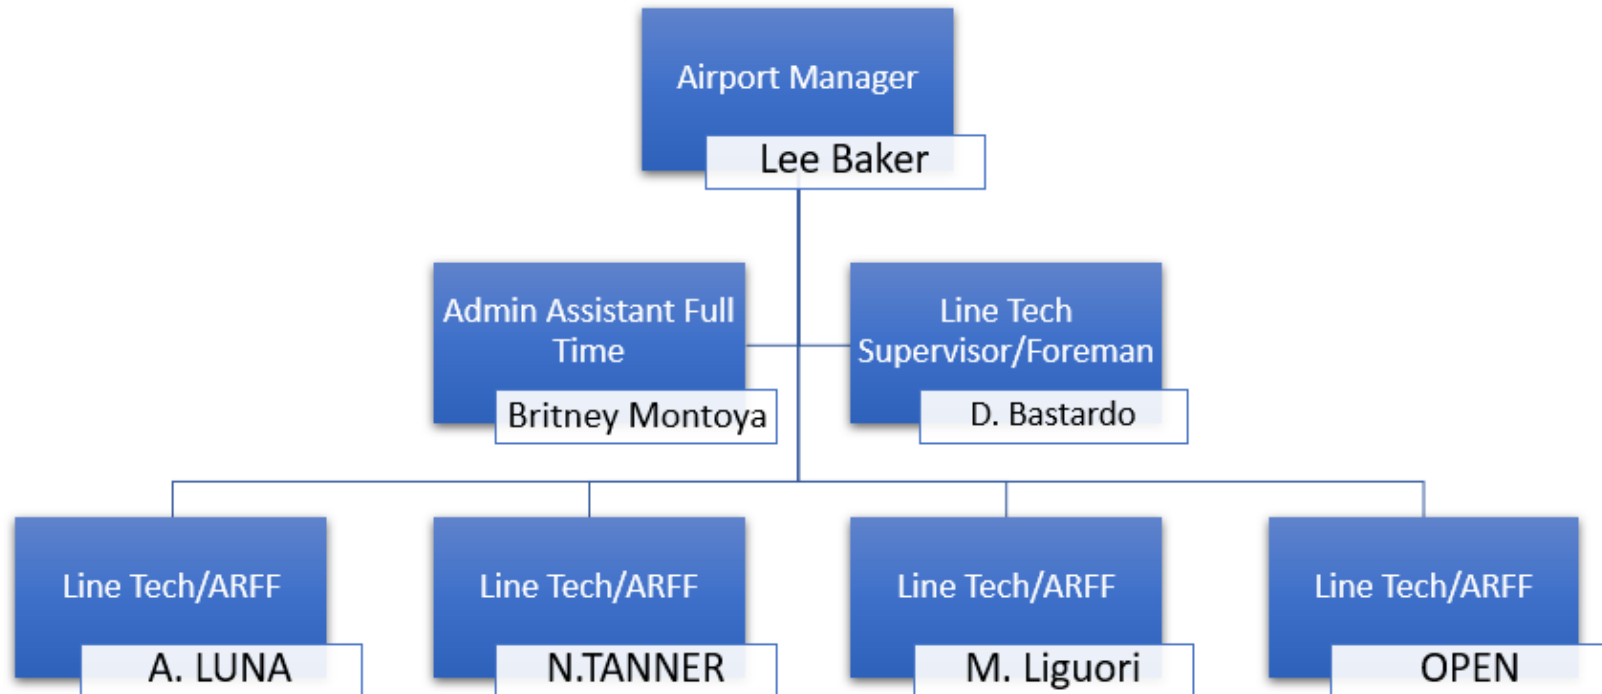 Airport Manager
Lee Baker
Admin Assistant Full
Time
Britney Montoya
Line Tech
Supervisor/Foreman
D. Bastardo
Line Tech/ARFF
A. LUNA
Line Tech/ARFF
N.TANNER
Line Tech/ARFF
M. Liguori
Line Tech/ARFF
OPEN